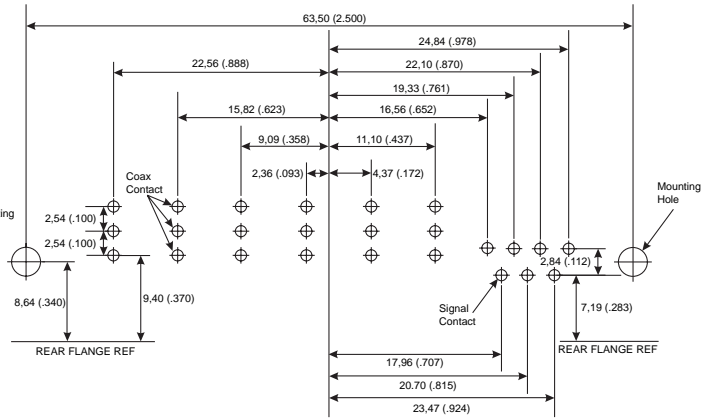 63,50 (2.500)
24,84 (.978)
22,56 (.888)
22,10 (.870)
19,33 (.761)
15,82 (.623)
16,56 (.652)
9,09 (.358)
11,10 (.437)
2,36 (.093)
4,37 (.172)
Coax
Contact
Mounting
Hole
ting
2,54 (.100)
2,54 (.100)
2,84 (.112)
8,64 (.340)
9,40 (.370)
Signal
Contact
7,19 (.283)
REAR FLANGE REF
REAR FLANGE REF
17,96 (.707)
20.70 (.815)
23,47 (.924)